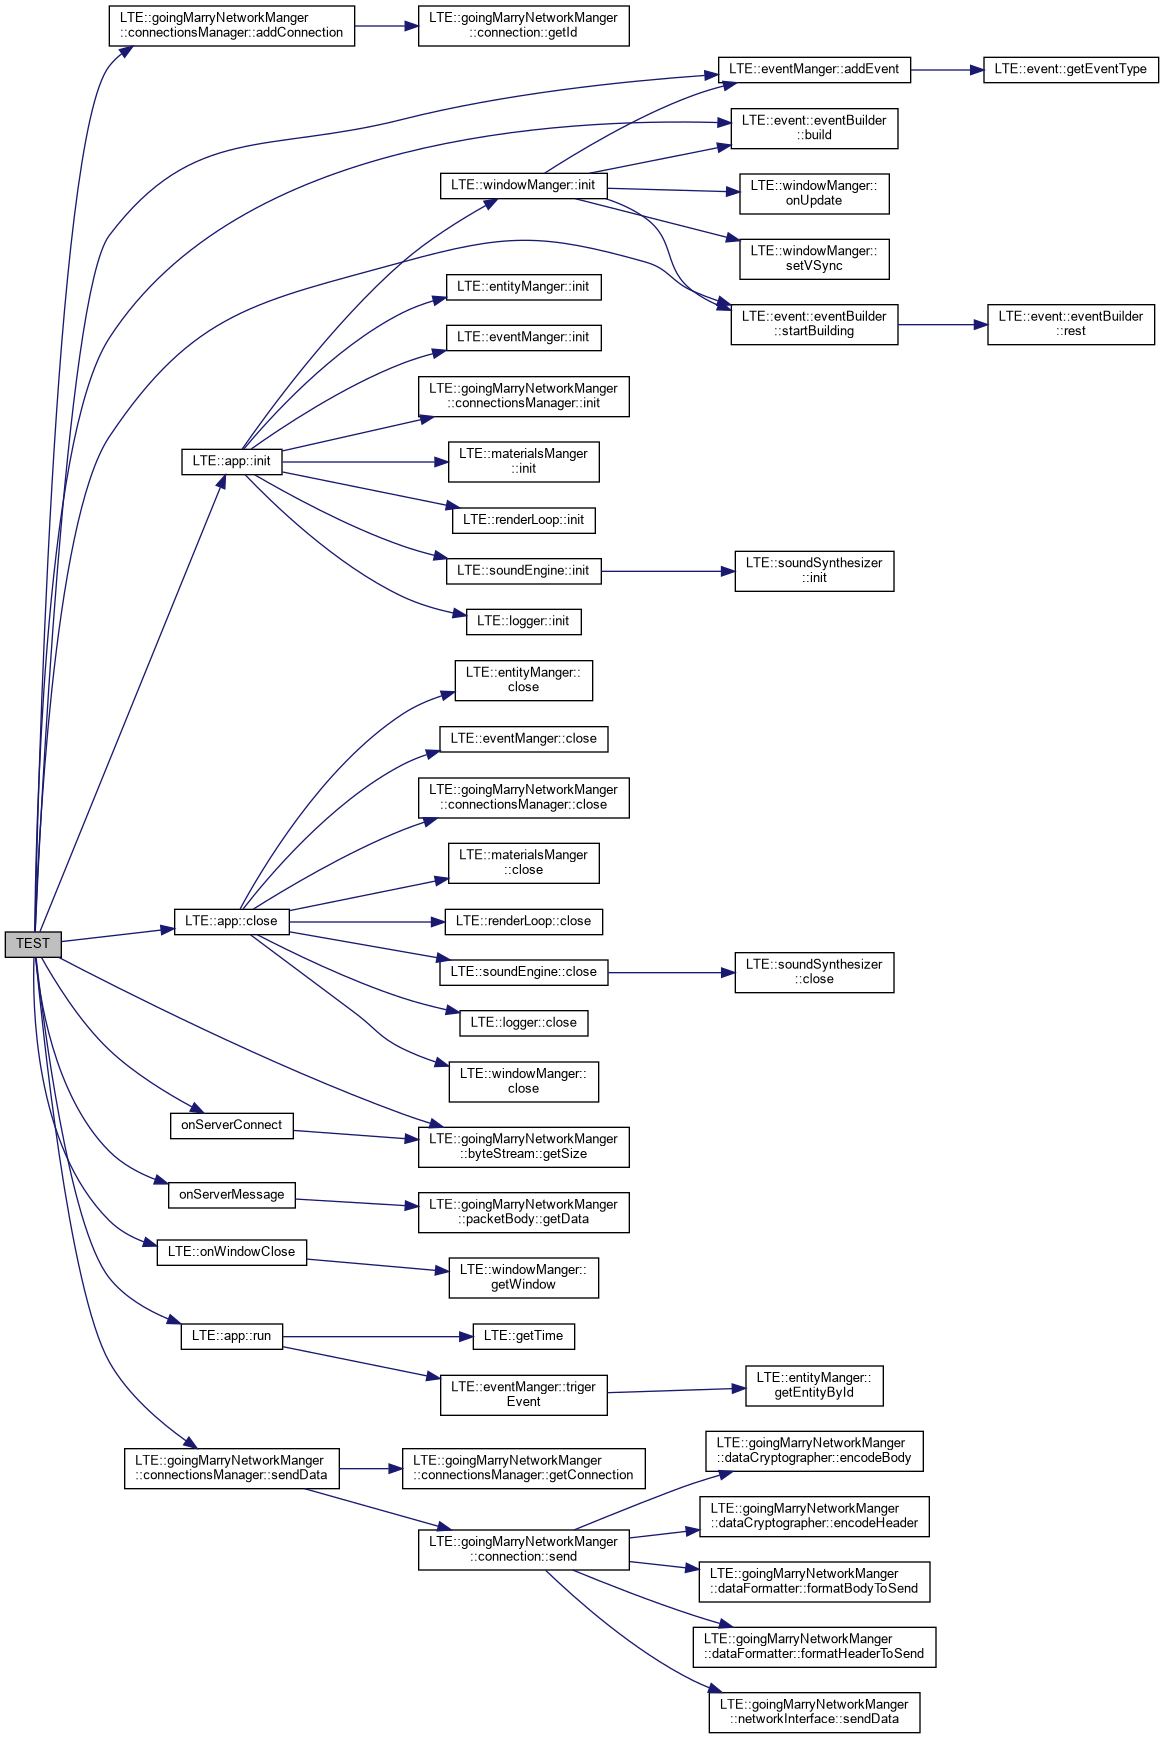 LTE::goingMarryNetworkManger
::connectionsManager::addConnection
LTE::goingMarryNetworkManger
::connection::getId
LTE::eventManger::addEvent
LTE::event::getEventType
LTE::event::eventBuilder
::build
LTE::windowManger::init
LTE::windowManger::
onUpdate
LTE::windowManger::
setVSync
LTE::entityManger::init
LTE::event::eventBuilder
::startBuilding
LTE::event::eventBuilder
::rest
LTE::eventManger::init
LTE::goingMarryNetworkManger
::connectionsManager::init
LTE::app::init
LTE::materialsManger
::init
LTE::renderLoop::init
LTE::soundEngine::init
LTE::soundSynthesizer
::init
LTE::logger::init
LTE::entityManger::
close
LTE::eventManger::close
LTE::goingMarryNetworkManger
::connectionsManager::close
LTE::materialsManger
::close
LTE::app::close
LTE::renderLoop::close
TEST
LTE::soundEngine::close
LTE::soundSynthesizer
::close
LTE::logger::close
LTE::windowManger::
close
onServerConnect
LTE::goingMarryNetworkManger
::byteStream::getSize
onServerMessage
LTE::goingMarryNetworkManger
::packetBody::getData
LTE::onWindowClose
LTE::windowManger::
getWindow
LTE::app::run
LTE::getTime
LTE::eventManger::triger
Event
LTE::entityManger::
getEntityById
LTE::goingMarryNetworkManger
::connectionsManager::sendData
LTE::goingMarryNetworkManger
::connectionsManager::getConnection
LTE::goingMarryNetworkManger
::dataCryptographer::encodeBody
LTE::goingMarryNetworkManger
::dataCryptographer::encodeHeader
LTE::goingMarryNetworkManger
::connection::send
LTE::goingMarryNetworkManger
::dataFormatter::formatBodyToSend
LTE::goingMarryNetworkManger
::dataFormatter::formatHeaderToSend
LTE::goingMarryNetworkManger
::networkInterface::sendData